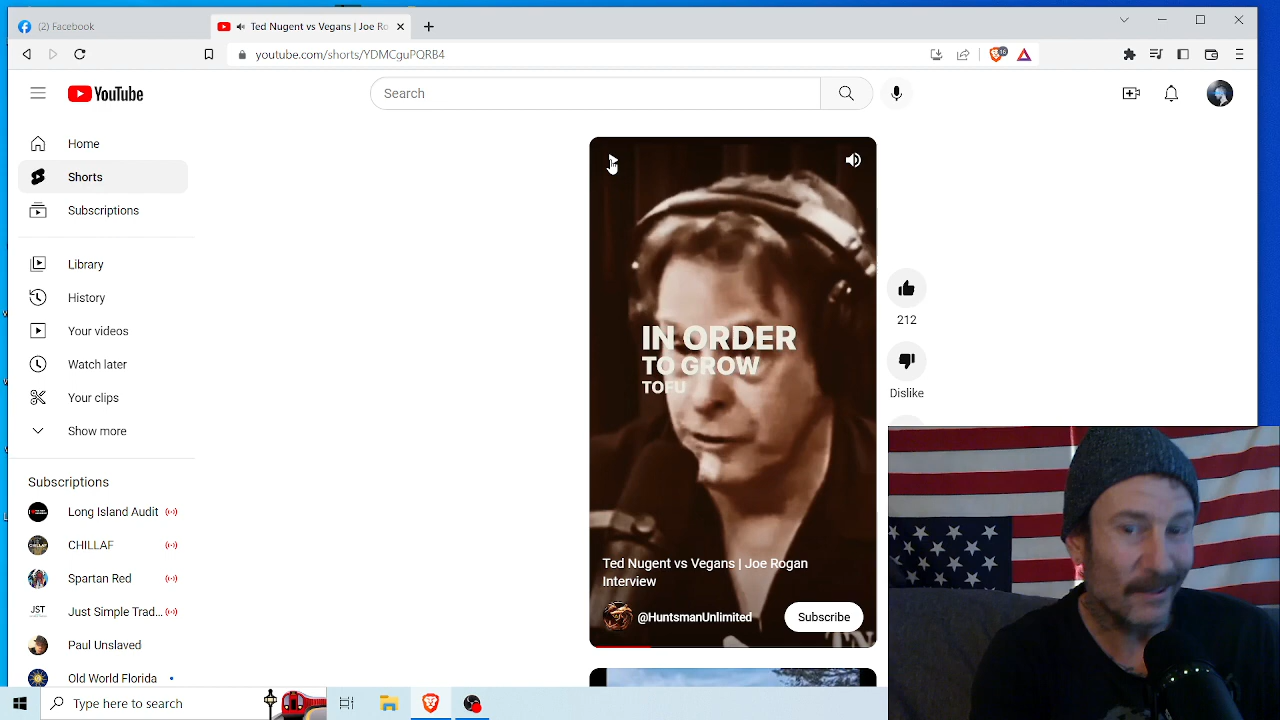 (2) Facebook
Ted Nugent vs Vegans | Joe Ro
youtube.com/shorts/YDMCguPQRB4
16
YouTube
Search
Home
Shorts
Subscriptions
Library
History
Your videos
Watch later
Your clips
Show more
Subscriptions
Long Island Audit
CHILLAF
Spartan Red
JST
Just Simple Trad...
Paul Unslaved
Old World Florida
IN ORDER
TO GROW
TOFU
Ted Nugent vs Vegans | Joe Rogan
Interview
@HuntsmanUnlimited
Subscribe
212
Dislike
Type here to search